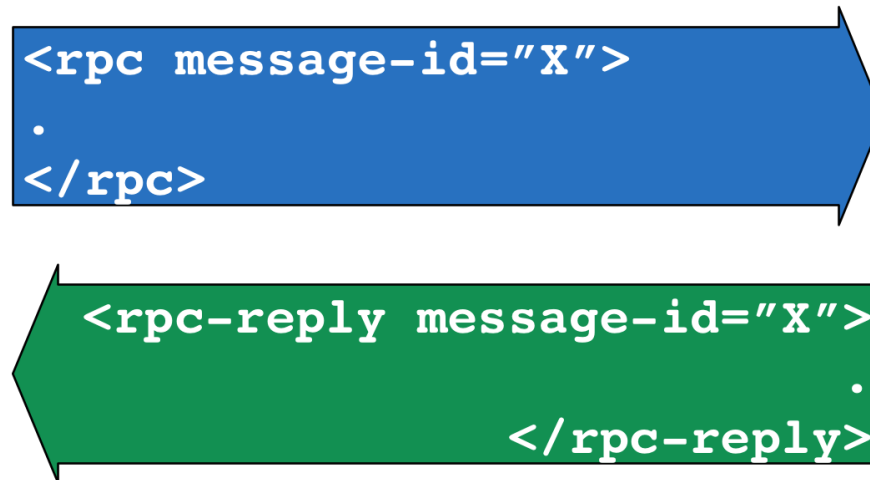 <rpc message-id="X">
.
</rpc>
<rpc-reply message-id="X">
.
</rpc-reply>